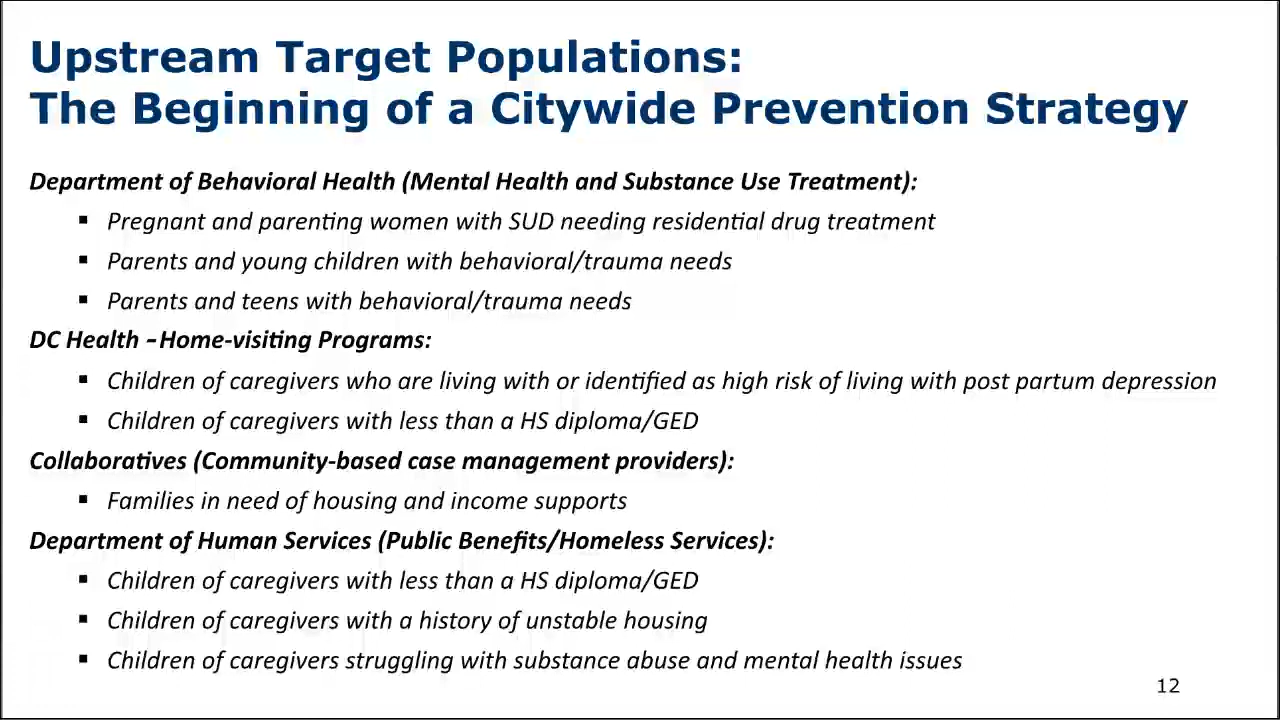 Upstream Target Populations:
The Beginning of a Citywide Prevention Strategy
Department of Behavioral Health (Mental Health and Substance Use Treatment):
▪ Pregnant and parenting women with SUD needing residential drug treatment
▪ Parents and young children with behavioral/trauma needs
▪ Parents and teens with behavioral/trauma needs
DC Health –Home-visiting Programs:
▪ Children of caregivers who are living with or identified as high risk of living with post partum depression
▪ Children of caregivers with less than a HS diploma/GED
Collaboratives (Community-based case management providers):
▪ Families in need of housing and income supports
Department of Human Services (Public Benefits/Homeless Services):
▪ Children of caregivers with less than a HS diploma/GED
▪ Children of caregivers with a history of unstable housing
▪ Children of caregivers struggling with substance abuse and mental health issues
12